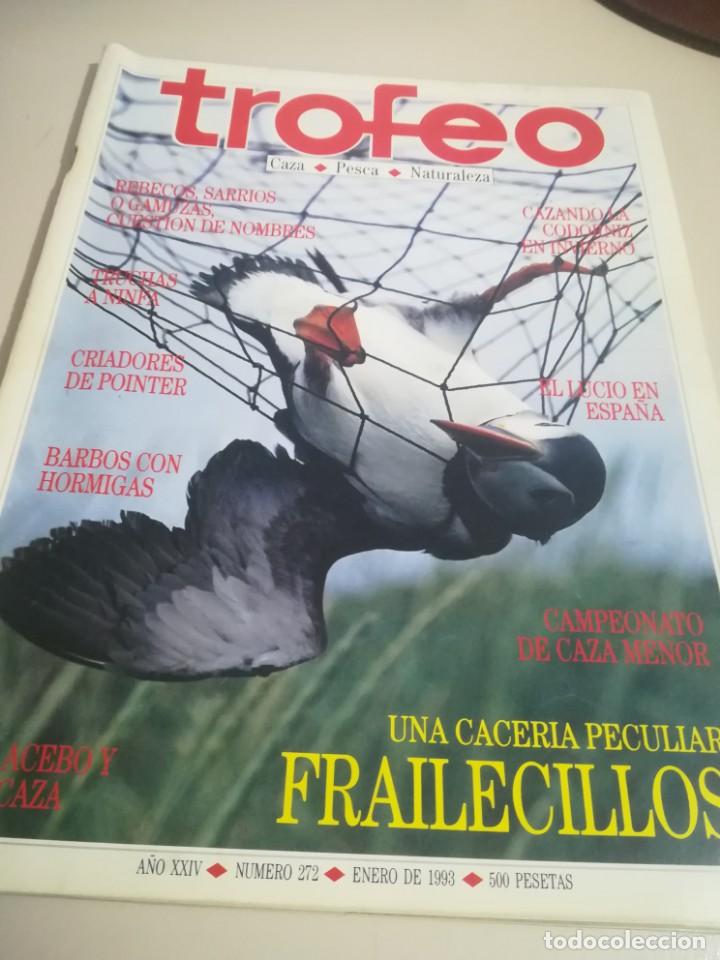 trofeo
Caza ♦ Pesca ♦ Naturaleza
REBECOS, SARRIOS
O GAMUZAS,
CUESTION DE NOMBRES
CAZANDO LA
CODORNIZ
EN INVIERNO
TRUCHAS
A NINFA
CRIADORES
DE POINTER
EL LUCIO EN
ESPAÑA
BARBOS CON
HORMIGAS
CAMPEONATO
DE CAZA MENOR
UNA CACERIA PECULIAR
FRAILECILLOS
ACEBO Y
CAZA
AÑO XXIV ♦ NUMERO 272 ♦ ENERO DE 1993 ♦ 500 PESETAS
todocoleccion